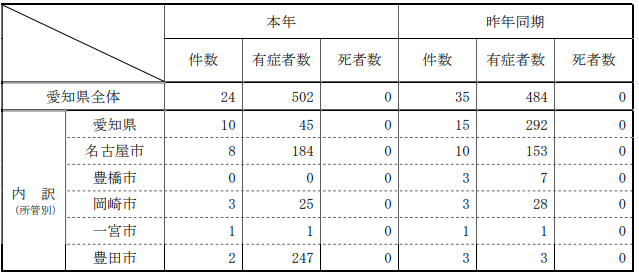 本年 昨年同期
件数 有症者数 死者数 件数 有症者数 死者数
愛知県全体 24 502 0 35 484 0
内 訳
(所管別)
愛知県 10 45 0 15 292 0
名古屋市 8 184 0 10 153 0
豊橋市 0 0 0 3 7 0
岡崎市 3 25 0 3 28 0
一宮市 1 1 0 1 1 0
豊田市 2 247 0 3 3 0